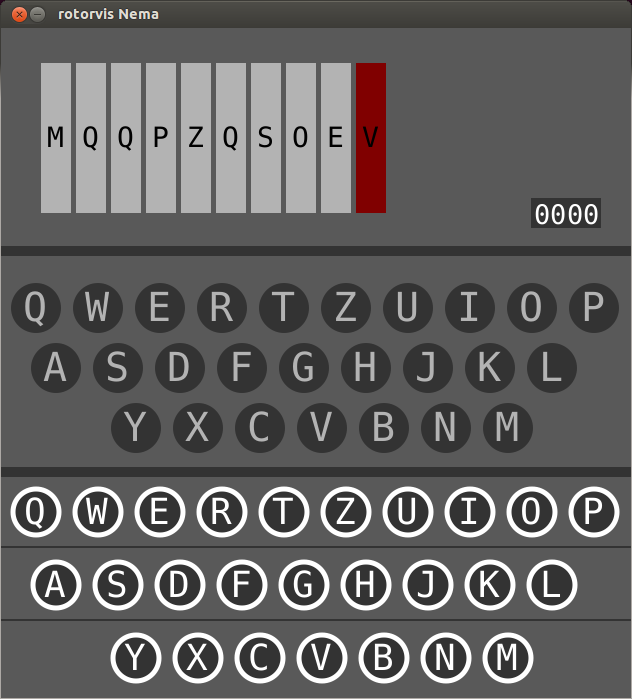 rotorvis Nema
M Q Q P Z Q S O E V
0000
Q W E R T Z U I O P
A S D F G H J K L
Y X C V B N M
Q W E R T Z U I O P
A S D F G H J K L
Y X C V B N M